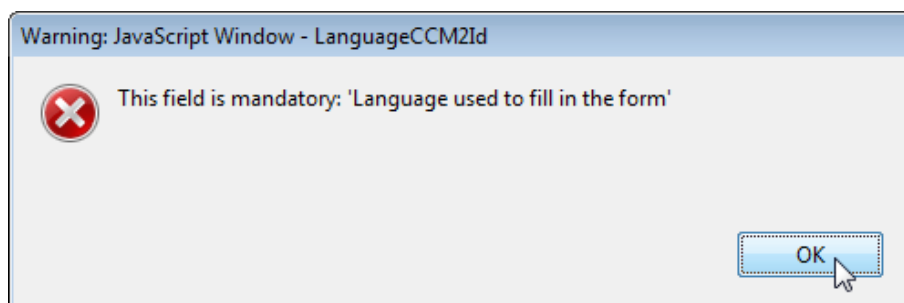 Warning: JavaScript Window - LanguageCCM2Id
This field is mandatory: 'Language used to fill in the form'
OK